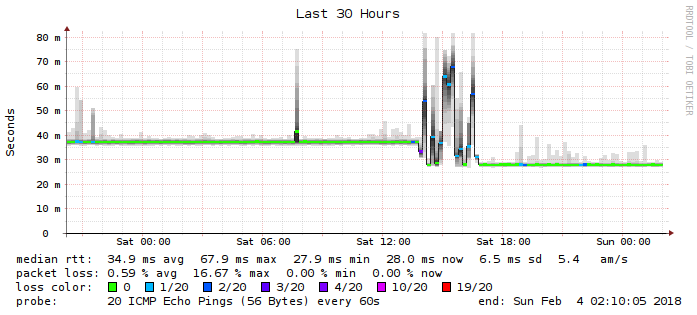 Last 30 Hours
RRDTOOL / TOBI OETIKER
Seconds
80 m
70 m
60 m
50 m
40 m
30 m
20 m
10 m
0
Sat 00:00 Sat 06:00 Sat 12:00 Sat 18:00 Sun 00:00
median rtt: 34.9 ms avg 67.9 ms max 27.9 ms min 28.0 ms now 6.5 ms sd 5.4 am/s
packet loss: 0.59 % avg 16.67 % max 0.00 % min 0.00 % now
loss color: 0 1/20 2/20 3/20 4/20 10/20 19/20
probe: 20 ICMP Echo Pings (56 Bytes) every 60s end: Sun Feb 4 02:10:05 2018